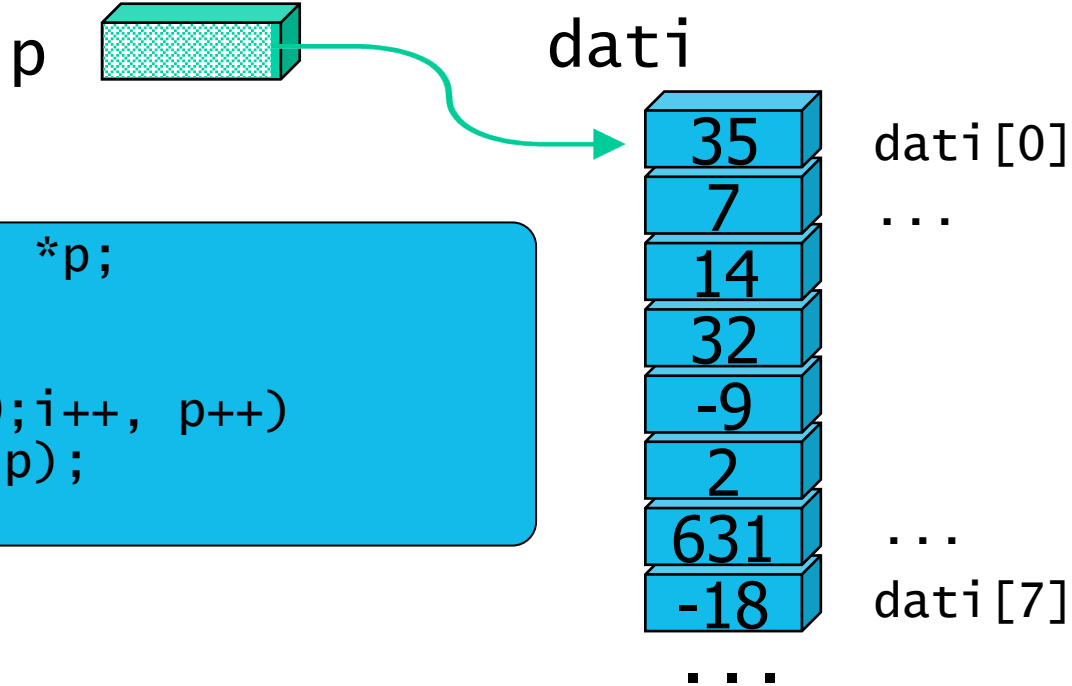 p
dati
35 dati[0]
7 ...
14
32
-9
2
631 ...
-18 dati[7]
...
*p;
;i++, p++)
p);